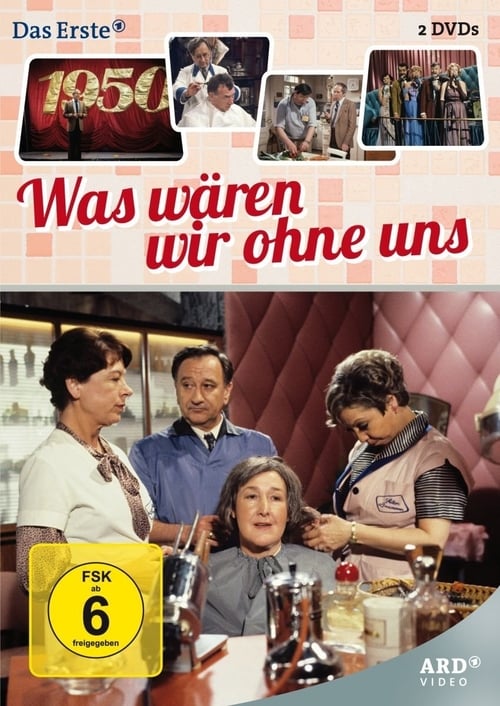 Das Erste
2 DVDs
1950
Was wären
wir ohne uns
FSK
ab
6
freigegeben
ARD
VIDEO